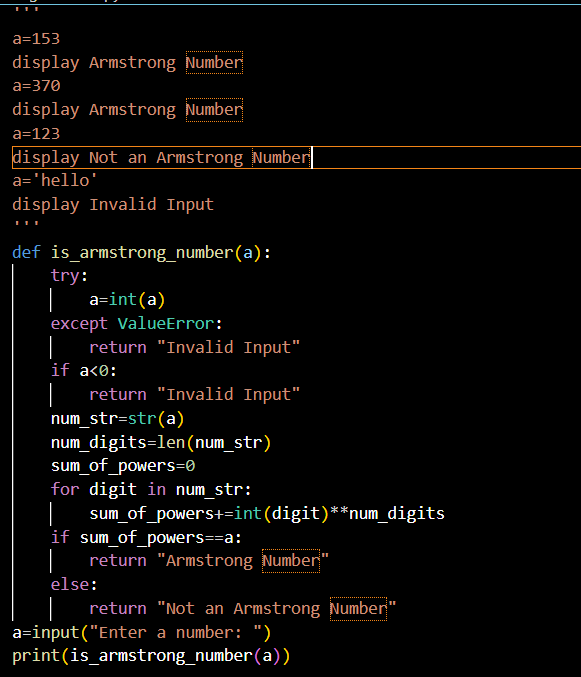 '''
a=153
display Armstrong Number
a=370
display Armstrong Number
a=123
display Not an Armstrong Number
a='hello'
display Invalid Input
'''
def is_armstrong_number(a):
    try:
        a=int(a)
    except ValueError:
        return "Invalid Input"
    if a<0:
        return "Invalid Input"
    num_str=str(a)
    num_digits=len(num_str)
    sum_of_powers=0
    for digit in num_str:
        sum_of_powers+=int(digit)**num_digits
    if sum_of_powers==a:
        return "Armstrong Number"
    else:
        return "Not an Armstrong Number"
a=input("Enter a number: ")
print(is_armstrong_number(a))